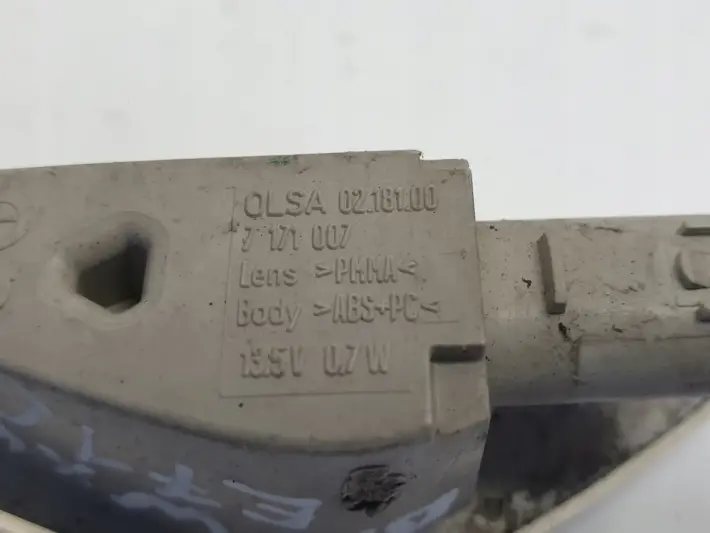 OLSA 02.181.00
7 171 007
Lens >PMMA<
Body >ABS+PC<
13,5V 0,7W